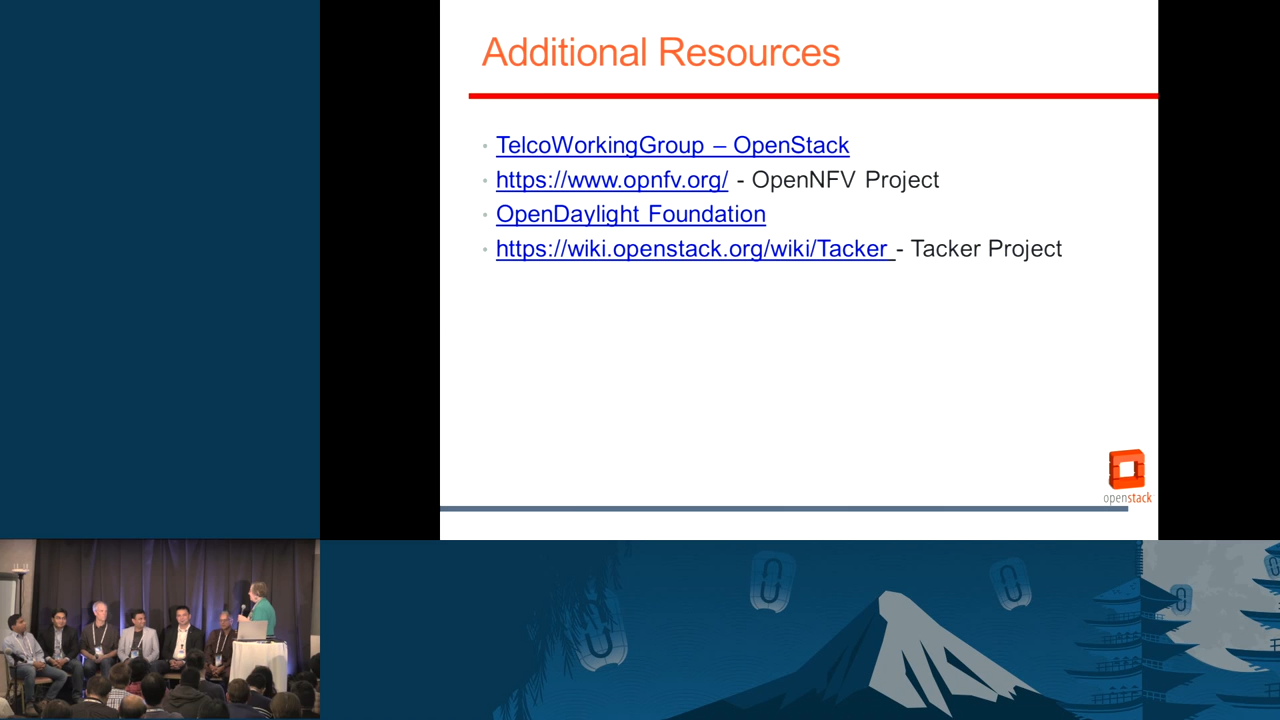 Additional Resources
TelcoWorkingGroup – OpenStack
https://www.opnfv.org/ - OpenNFV Project
OpenDaylight Foundation
https://wiki.openstack.org/wiki/Tacker - Tacker Project
openstack